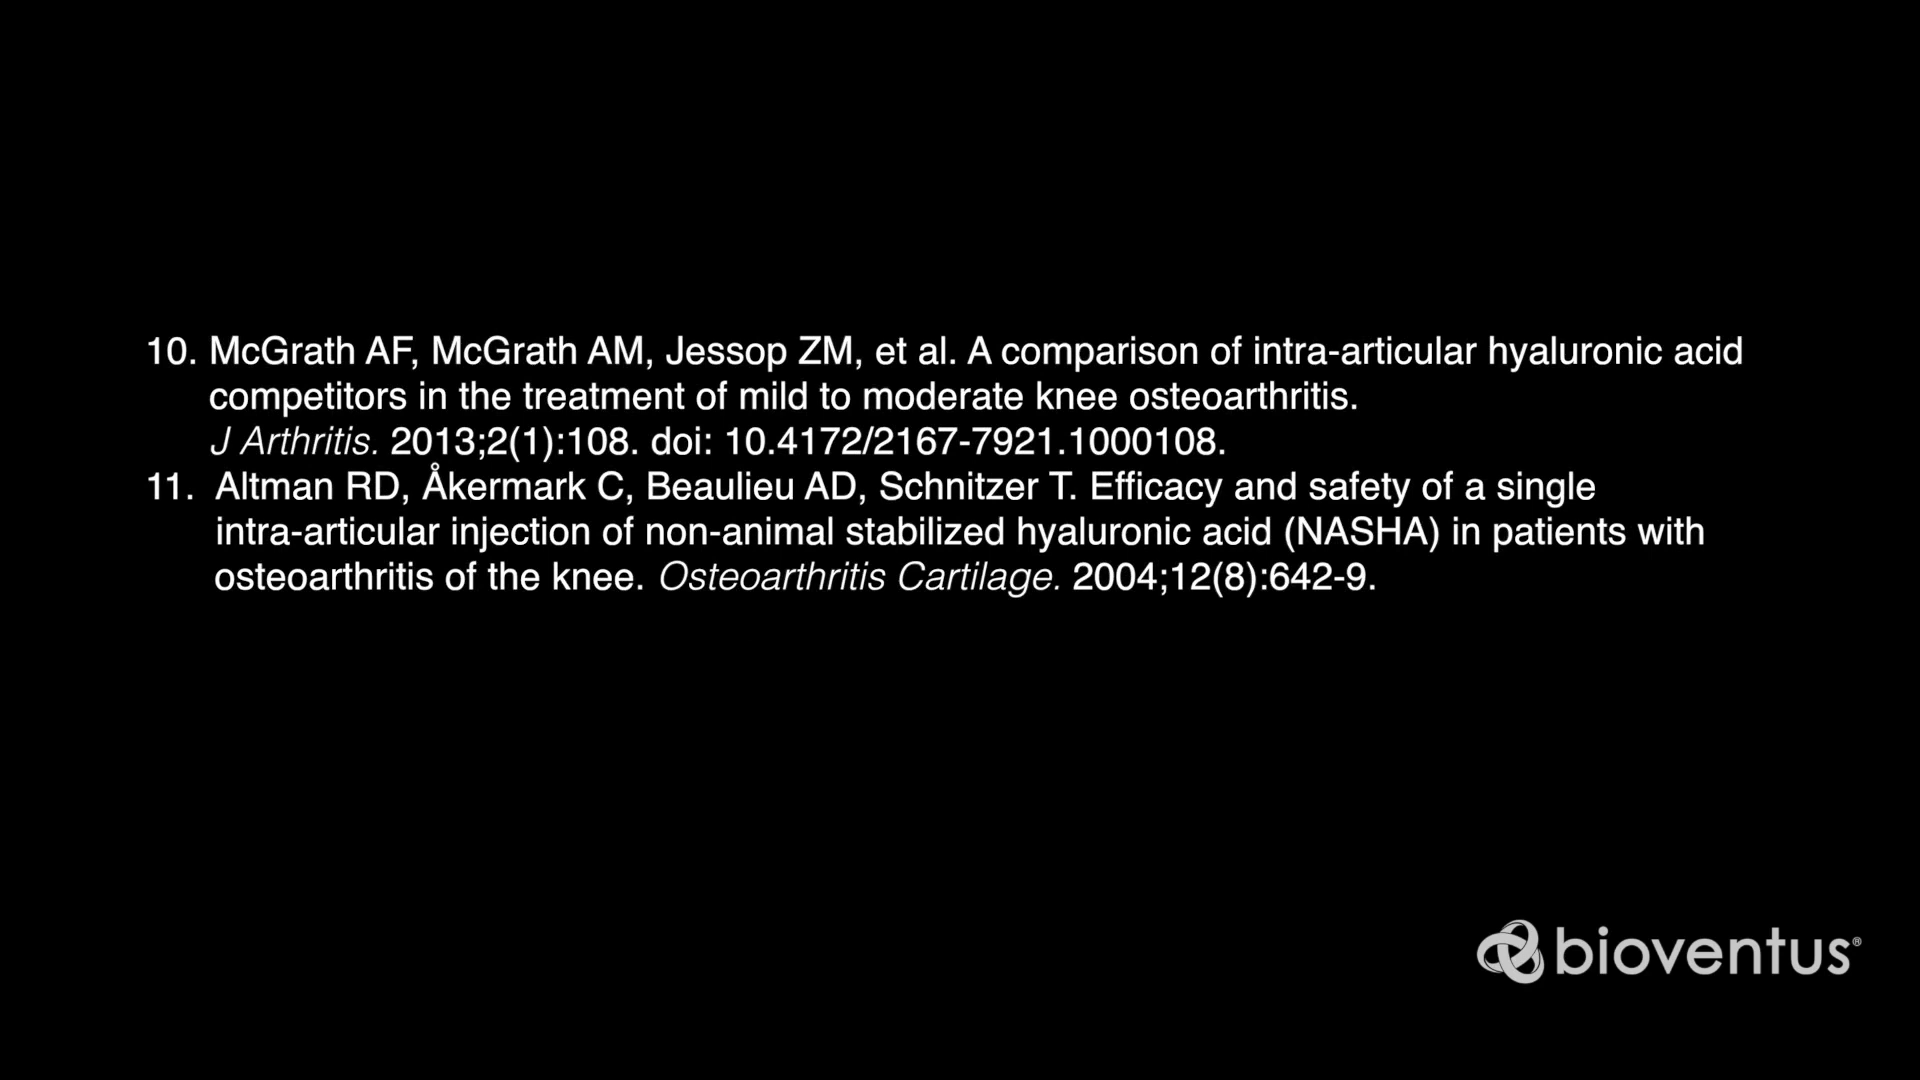 10. McGrath AF, McGrath AM, Jessop ZM, et al. A comparison of intra-articular hyaluronic acid
competitors in the treatment of mild to moderate knee osteoarthritis.
J Arthritis. 2013;2(1):108. doi: 10.4172/2167-7921.1000108.
11. Altman RD, Åkermark C, Beaulieu AD, Schnitzer T. Efficacy and safety of a single
intra-articular injection of non-animal stabilized hyaluronic acid (NASHA) in patients with
osteoarthritis of the knee. Osteoarthritis Cartilage. 2004;12(8):642-9.
bioventus®